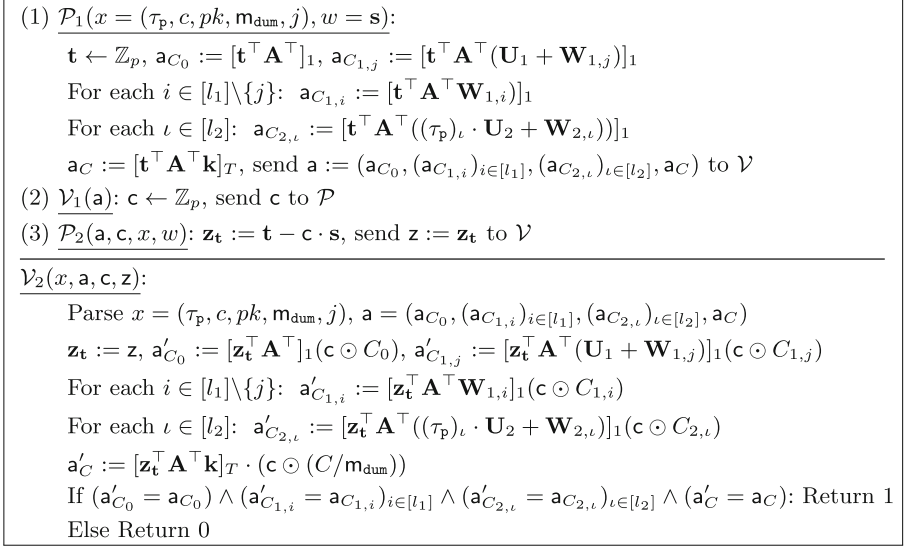 (1) 𝒫₁(x = (τₚ, c, pk, m_dum, j), w = s):
t ← ℤₚ, a_{C₀} := [t^⊤A^⊤]₁, a_{C_{1,j}} := [t^⊤A^⊤(U₁ + W_{1,j})]₁
For each i ∈ [l₁]\{j}: a_{C_{1,i}} := [t^⊤A^⊤W_{1,i})]₁
For each ι ∈ [l₂]: a_{C_{2,ι}} := [t^⊤A^⊤((τₚ)_ι · U₂ + W_{2,ι}))]₁
a_C := [t^⊤A^⊤k]_T, send a := (a_{C₀}, (a_{C_{1,i}})_{i∈[l₁]}, (a_{C_{2,ι}})_{ι∈[l₂]}, a_C) to 𝒱
(2) 𝒱₁(a): c ← ℤₚ, send c to 𝒫
(3) 𝒫₂(a, c, x, w): z_t := t − c · s, send z := z_t to 𝒱
𝒱₂(x, a, c, z):
Parse x = (τₚ, c, pk, m_dum, j), a = (a_{C₀}, (a_{C_{1,i}})_{i∈[l₁]}, (a_{C_{2,ι}})_{ι∈[l₂]}, a_C)
z_t := z, a′_{C₀} := [z_t^⊤A^⊤]₁(c ⊙ C₀), a′_{C_{1,j}} := [z_t^⊤A^⊤(U₁ + W_{1,j})]₁(c ⊙ C_{1,j})
For each i ∈ [l₁]\{j}: a′_{C_{1,i}} := [z_t^⊤A^⊤W_{1,i}]₁(c ⊙ C_{1,i})
For each ι ∈ [l₂]: a′_{C_{2,ι}} := [z_t^⊤A^⊤((τₚ)_ι · U₂ + W_{2,ι})]₁(c ⊙ C_{2,ι})
a′_C := [z_t^⊤A^⊤k]_T · (c ⊙ (C/m_dum))
If (a′_{C₀} = a_{C₀}) ∧ (a′_{C_{1,i}} = a_{C_{1,i}})_{i∈[l₁]} ∧ (a′_{C_{2,ι}} = a_{C_{2,ι}})_{ι∈[l₂]} ∧ (a′_C = a_C): Return 1
Else Return 0